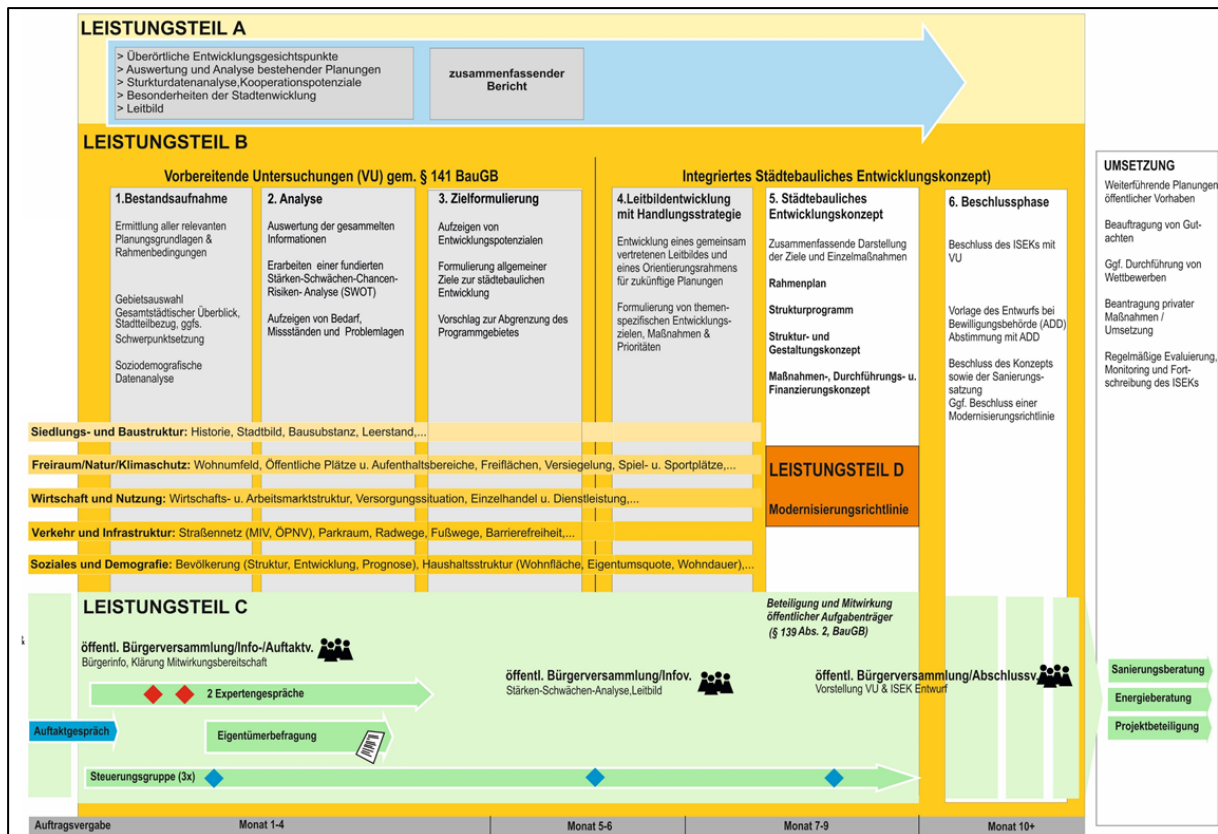 LEISTUNGSTEIL A
> Überörtliche Entwicklungsgesichtspunkte
> Auswertung und Analyse bestehender Planungen
> Sturkturdatenanalyse,Kooperationspotenziale
> Besonderheiten der Stadtenwicklung
> Leitbild
zusammenfassender
Bericht
LEISTUNGSTEIL B
Vorbereitende Untersuchungen (VU) gem. § 141 BauGB
Integriertes Städtebauliches Entwicklungskonzept)
1.Bestandsaufnahme
Ermittlung aller relevanten
Planungsgrundlagen &
Rahmenbedingungen
Gebietsauswahl
Gesamtstädtischer Überblick,
Stadtteilbezug, ggfs.
Schwerpunktsetzung
Soziodemografische
Datenanalyse
2. Analyse
Auswertung der gesammelten
Informationen
Erarbeiten einer fundierten
Stärken-Schwächen-Chancen-
Risiken- Analyse (SWOT)
Aufzeigen von Bedarf,
Missständen und Problemlagen
3. Zielformulierung
Aufzeigen von
Entwicklungspotenzialen
Formulierung allgemeiner
Ziele zur städtebaulichen
Entwicklung
Vorschlag zur Abgrenzung des
Programmgebietes
4.Leitbildentwicklung
mit Handlungsstrategie
Entwicklung eines gemeinsam
vertretenen Leitbildes und
eines Orientierungsrahmens
für zukünftige Planungen
Formulierung von themen-
spezifischen Entwicklungs-
zielen, Maßnahmen &
Prioritäten
5. Städtebauliches
Entwicklungskonzept
Zusammenfassende Darstellung
der Ziele und Einzelmaßnahmen
Rahmenplan
Strukturprogramm
Struktur- und
Gestaltungskonzept
Maßnahmen-, Durchführungs- u.
Finanzierungskonzept
6. Beschlussphase
Beschluss des ISEKs mit
VU
Vorlage des Entwurfs bei
Bewilligungsbehörde (ADD)
Abstimmung mit ADD
Beschluss des Konzepts
sowie der Sanierungs-
satzung
Ggf. Beschluss einer
Modernisierungsrichtlinie
UMSETZUNG
Weiterführende Planungen
öffentlicher Vorhaben
Beauftragung von Gut-
achten
Ggf. Durchführung von
Wettbewerben
Beantragung privater
Maßnahmen /
Umsetzung
Regelmäßige Evaluierung,
Monitoring und Fort-
schreibung des ISEKs
Siedlungs- und Baustruktur: Historie, Stadtbild, Bausubstanz, Leerstand,...
Freiraum/Natur/Klimaschutz: Wohnumfeld, Öffentliche Plätze u. Aufenthaltsbereiche, Freiflächen, Versiegelung, Spiel- u. Sportplätze,...
Wirtschaft und Nutzung: Wirtschafts- u. Arbeitsmarktstruktur, Versorgungssituation, Einzelhandel u. Dienstleistung,...
Verkehr und Infrastruktur: Straßennetz (MIV, ÖPNV), Parkraum, Radwege, Fußwege, Barrierefreiheit,...
Soziales und Demografie: Bevölkerung (Struktur, Entwicklung, Prognose), Haushaltsstruktur (Wohnfläche, Eigentumsquote, Wohndauer),...
LEISTUNGSTEIL D
Modernisierungsrichtlinie
LEISTUNGSTEIL C
Beteiligung und Mitwirkung
öffentlicher Aufgabenträger
(§ 139 Abs. 2, BauGB)
öffentl. Bürgerversammlung/Info-/Auftaktv.
Bürgerinfo, Klärung Mitwirkungsbereitschaft
öffentl. Bürgerversammlung/Infov.
Stärken-Schwächen-Analyse,Leitbild
öffentl. Bürgerversammlung/Abschlussv.
Vorstellung VU & ISEK Entwurf
2 Expertengespräche
Auftaktgespräch
Eigentümerbefragung
Steuerungsgruppe (3x)
Sanierungsberatung
Energieberatung
Projektbeteiligung
Auftragsvergabe
Monat 1-4
Monat 5-6
Monat 7-9
Monat 10+